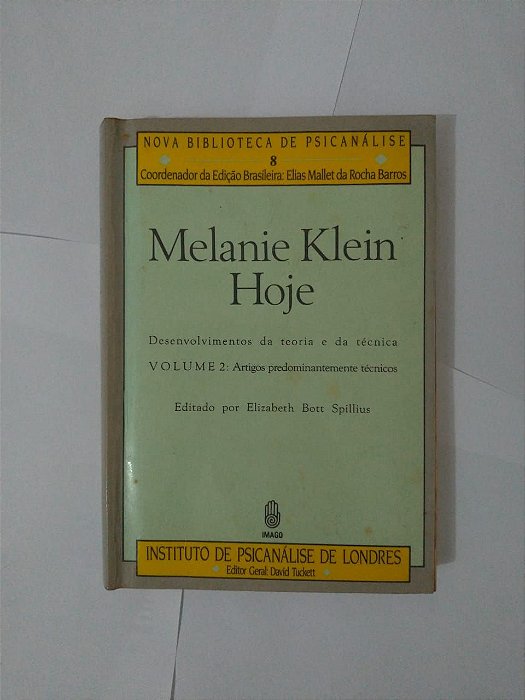 NOVA BIBLIOTECA DE PSICANÁLISE
8
Coordenador da Edição Brasileira: Elias Mallet da Rocha Barros
Melanie Klein
Hoje
Desenvolvimentos da teoria e da técnica
VOLUME 2: Artigos predominantemente técnicos
Editado por Elizabeth Bott Spillius
IMAGO
INSTITUTO DE PSICANÁLISE DE LONDRES
Editor Geral: David Tuckett